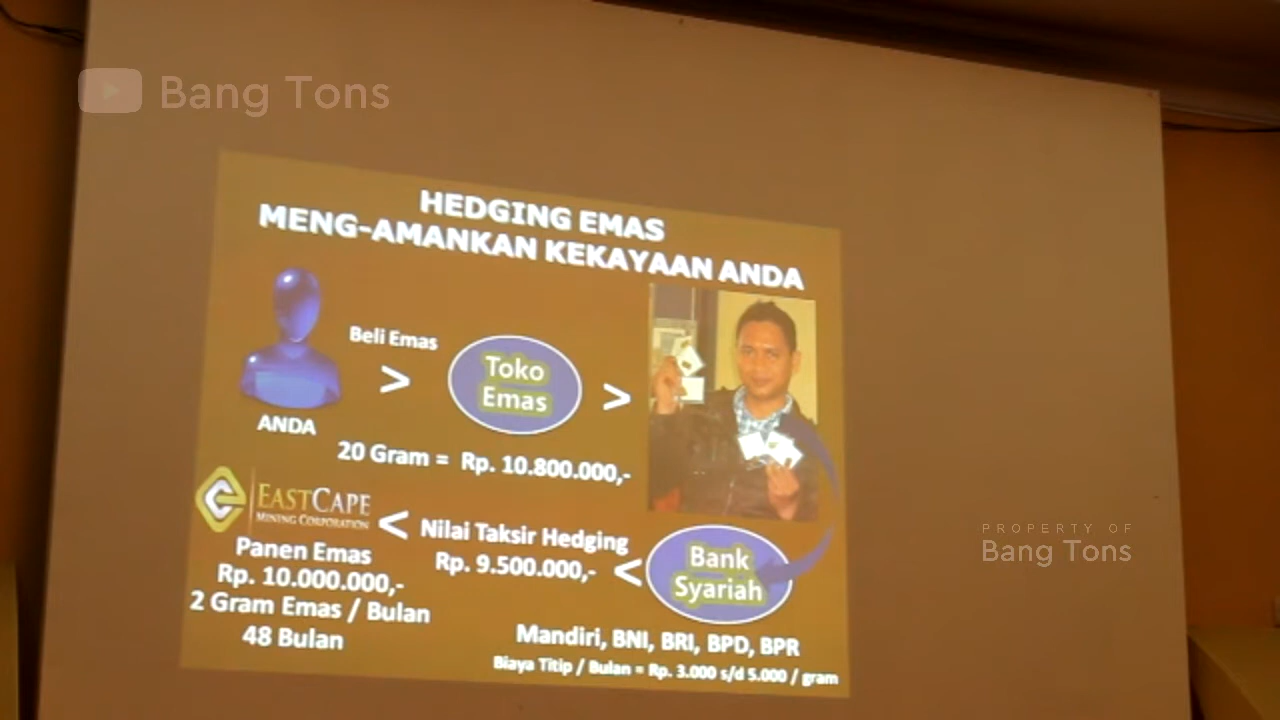 Bang Tons
HEDGING EMAS
MENG-AMANKAN KEKAYAAN ANDA
Beli Emas
>
Toko
Emas
>
ANDA
20 Gram = Rp. 10.800.000,-
EASTCAPE
MINING CORPORATION
<
Nilai Taksir Hedging
Rp. 9.500.000,-
<
Bank
Syariah
Panen Emas
Rp. 10.000.000,-
2 Gram Emas / Bulan
48 Bulan
Mandiri, BNI, BRI, BPD, BPR
Biaya Titip / Bulan = Rp. 3.000 s/d 5.000 / gram
PROPERTY OF
Bang Tons